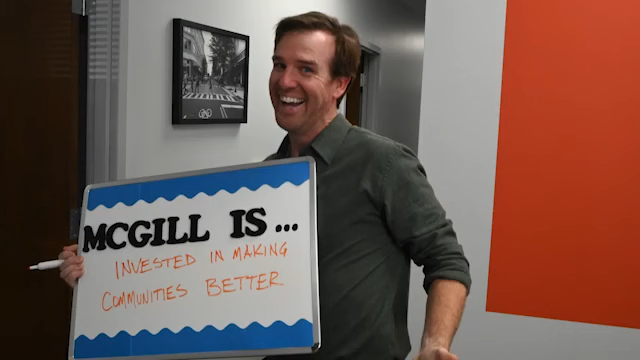 MCGILL IS...
INVESTED IN MAKING
COMMUNITIES BETTER